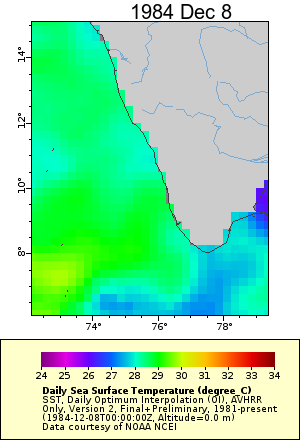 1984 Dec 8
14°
12°
10°
8°
74° 76° 78°
24 25 26 27 28 29 30 31 32 33 34
Daily Sea Surface Temperature (degree_C)
SST, Daily Optimum Interpolation (OI), AVHRR
Only, Version 2, Final+Preliminary, 1981-present
(1984-12-08T00:00:00Z, Altitude=0.0 m)
Data courtesy of NOAA NCEI